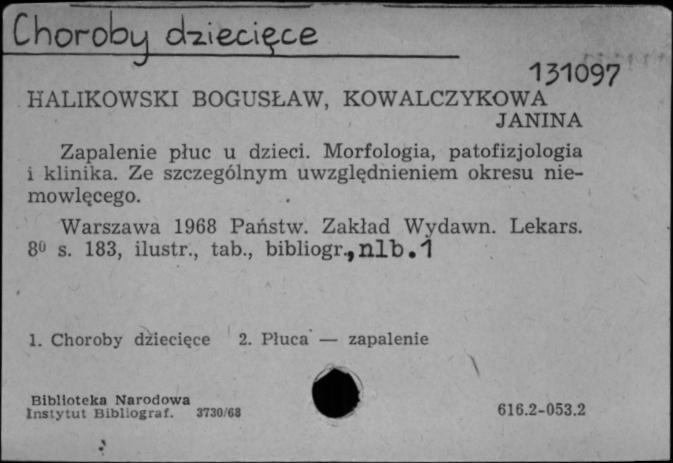 Choroby dziecięce
131097
HALIKOWSKI BOGUSŁAW, KOWALCZYKOWA
JANINA
Zapalenie płuc u dzieci. Morfologia, patofizjologia
i klinika. Ze szczególnym uwzględnieniem okresu nie-
mowlęcego.
Warszawa 1968 Państw. Zakład Wydawn. Lekars.
8⁰ s. 183, ilustr., tab., bibliogr., nlb.1
1. Choroby dziecięce 2. Płuca — zapalenie
Biblioteka Narodowa
Instytut Bibliograf. 3730/68
616.2-053.2